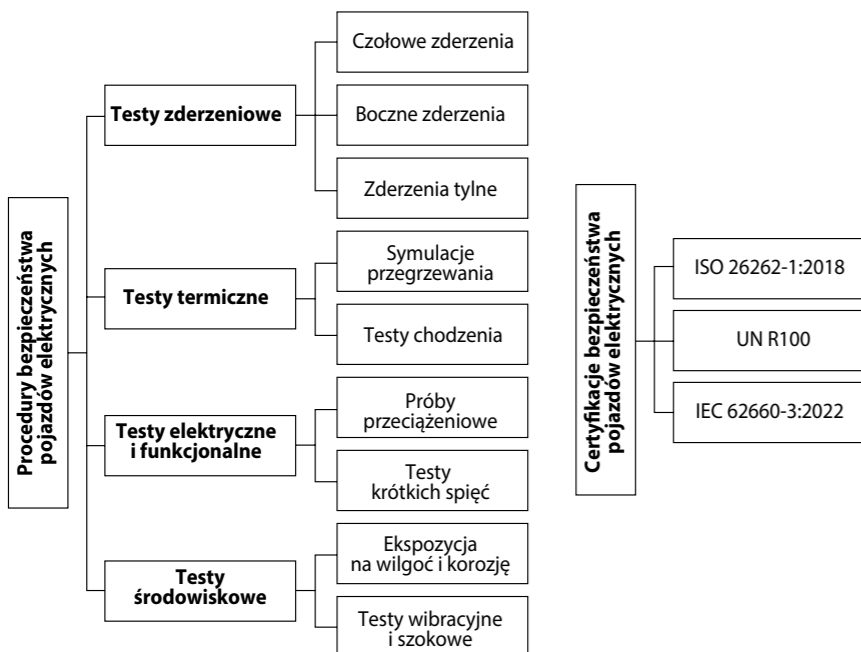 Procedury bezpieczeństwa
pojazdów elektrycznych
Testy zderzeniowe
Czołowe zderzenia
Boczne zderzenia
Zderzenia tylne
Testy termiczne
Symulacje
przegrzewania
Testy chodzenia
Testy elektryczne
i funkcjonalne
Próby
przeciążeniowe
Testy
krótkich spięć
Testy
środowiskowe
Ekspozycja
na wilgoć i korozję
Testy wibracyjne
i szokowe
Certyfikacje bezpieczeństwa
pojazdów elektrycznych
ISO 26262-1:2018
UN R100
IEC 62660-3:2022